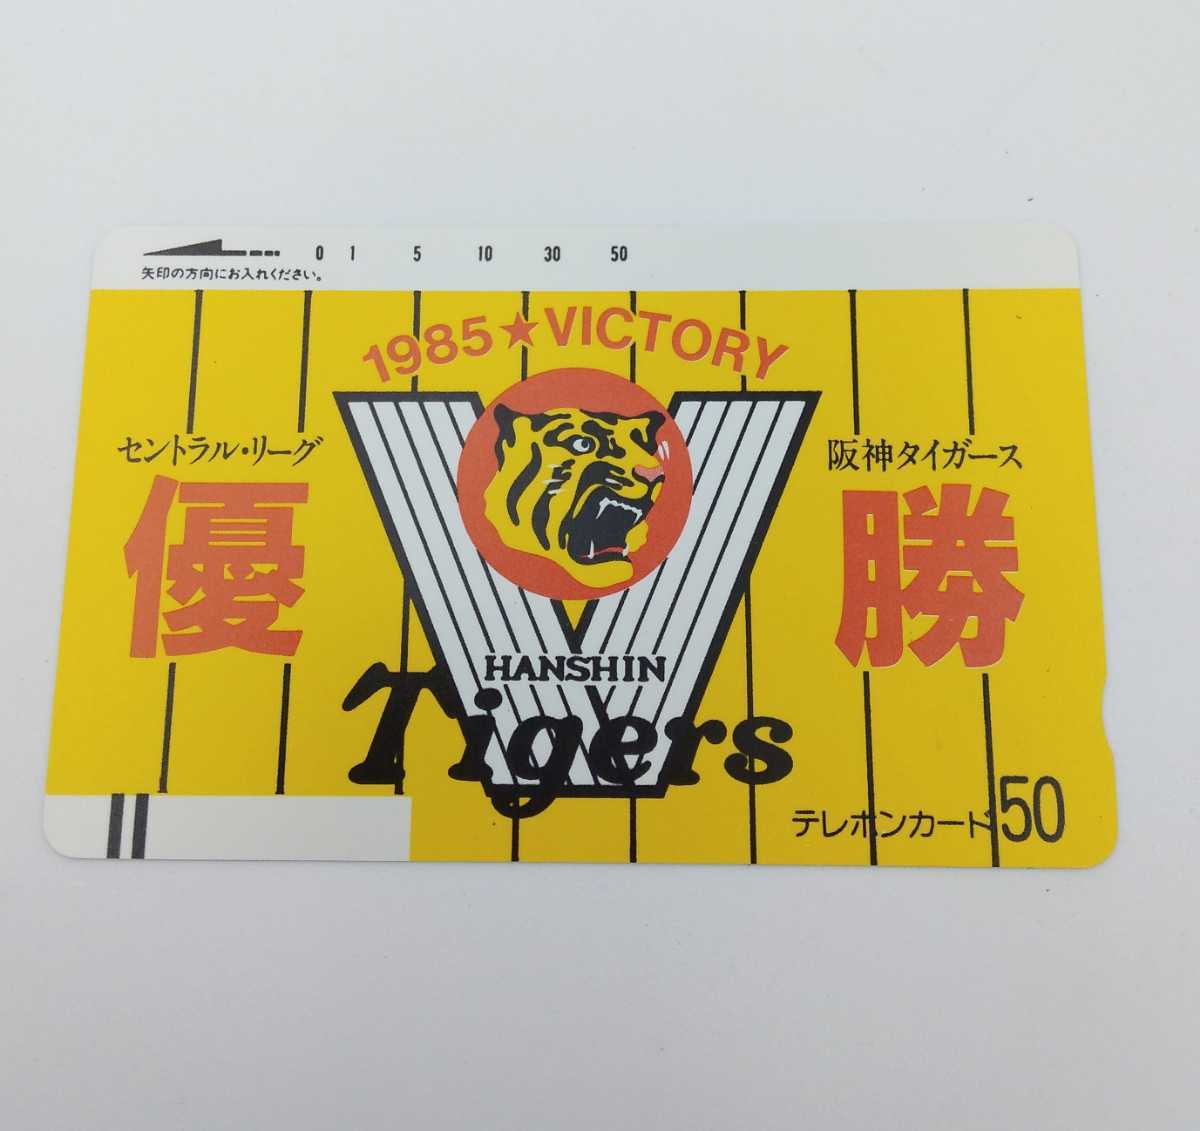 0 1 5 10 30 50
矢印の方向にお入れください。
1985★VICTORY
セントラル・リーグ
優
阪神タイガース
勝
HANSHIN
Tigers
テレホンカード50